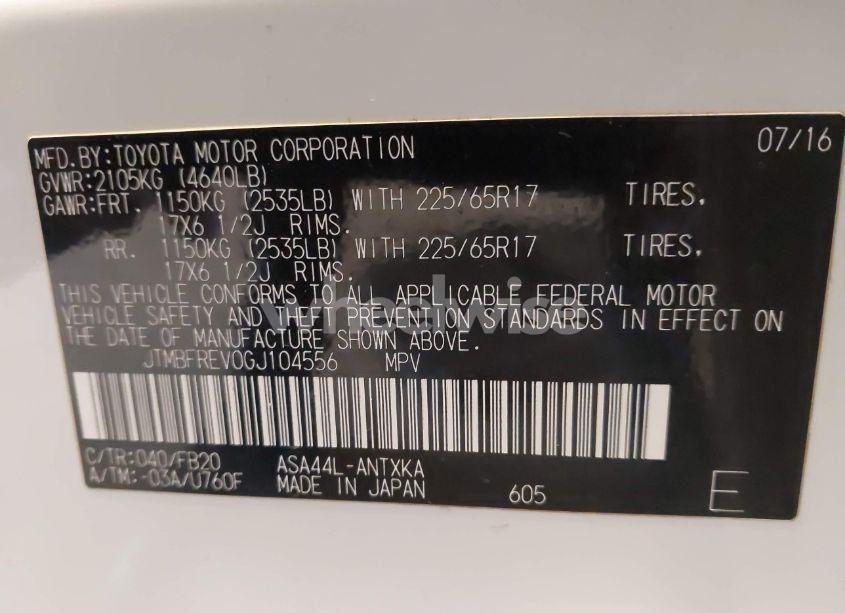 MFD.BY:TOYOTA MOTOR CORPORATION 07/16
GVWR:2105KG (4640LB)
GAWR:FRT. 1150KG (2535LB) WITH 225/65R17 TIRES.
17X6 1/2J RIMS.
RR. 1150KG (2535LB) WITH 225/65R17 TIRES.
17X6 1/2J RIMS.
THIS VEHICLE CONFORMS TO ALL APPLICABLE FEDERAL MOTOR
VEHICLE SAFETY AND THEFT PREVENTION STANDARDS IN EFFECT ON
THE DATE OF MANUFACTURE SHOWN ABOVE.
JTMBFREV0GJ104556 MPV
C/TR:040/FB20 ASA44L-ANTXKA
A/TM:-03A/U760F MADE IN JAPAN 605 E
wheelwise